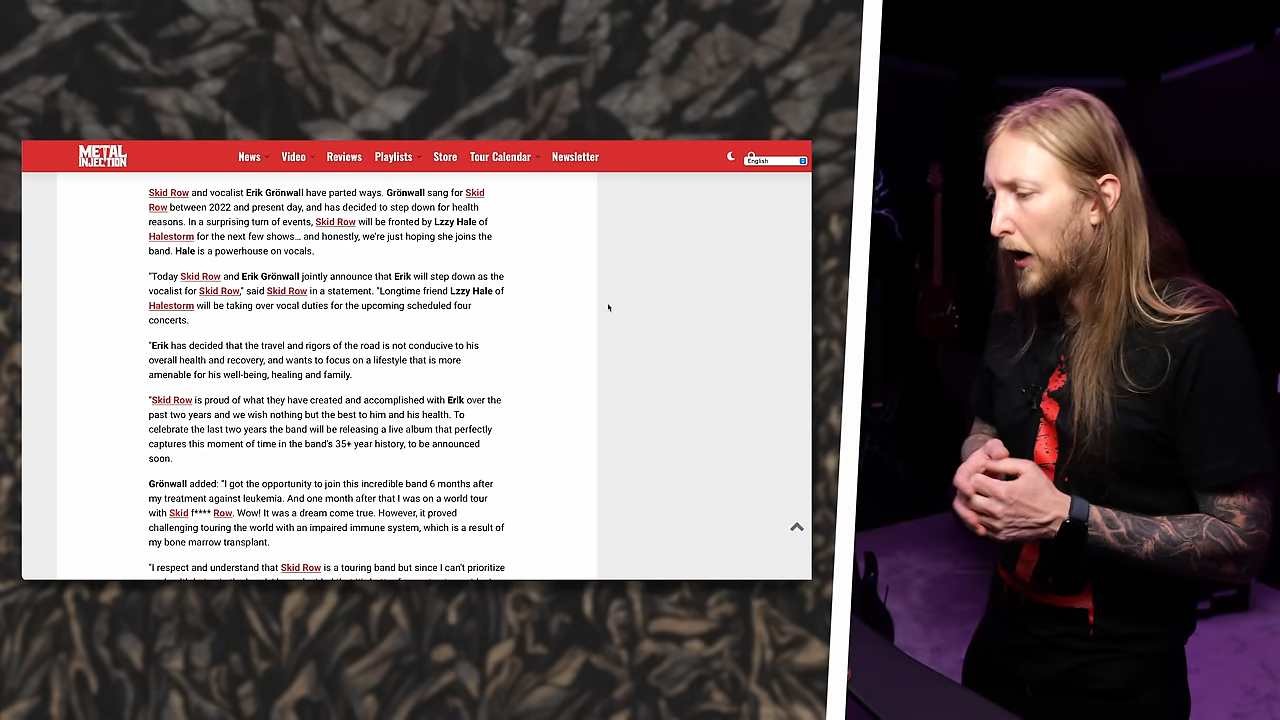 METAL
INJECTION
News
Video
Reviews
Playlists
Store
Tour Calendar
Newsletter
English
Skid Row and vocalist Erik Grönwall have parted ways. Grönwall sang for Skid
Row between 2022 and present day, and has decided to step down for health
reasons. In a surprising turn of events, Skid Row will be fronted by Lzzy Hale of
Halestorm for the next few shows… and honestly, we're just hoping she joins the
band. Hale is a powerhouse on vocals.
"Today Skid Row and Erik Grönwall jointly announce that Erik will step down as the
vocalist for Skid Row," said Skid Row in a statement. "Longtime friend Lzzy Hale of
Halestorm will be taking over vocal duties for the upcoming scheduled four
concerts.
"Erik has decided that the travel and rigors of the road is not conducive to his
overall health and recovery, and wants to focus on a lifestyle that is more
amenable for his well-being, healing and family.
"Skid Row is proud of what they have created and accomplished with Erik over the
past two years and we wish nothing but the best to him and his health. To
celebrate the last two years the band will be releasing a live album that perfectly
captures this moment of time in the band's 35+ year history, to be announced
soon.
Grönwall added: "I got the opportunity to join this incredible band 6 months after
my treatment against leukemia. And one month after that I was on a world tour
with Skid f**** Row. Wow! It was a dream come true. However, it proved
challenging touring the world with an impaired immune system, which is a result of
my bone marrow transplant.
"I respect and understand that Skid Row is a touring band but since I can't prioritize